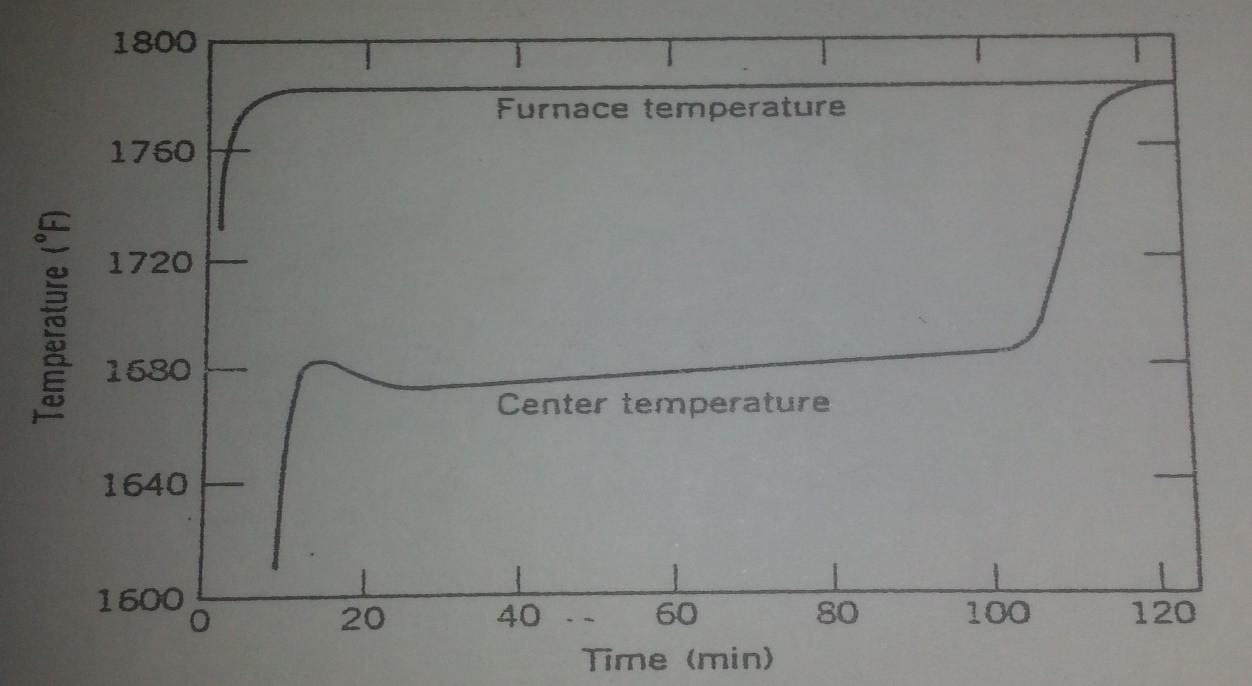 1800
Furnace temperature
1760
1720
Temperature (°F)
1680
Center temperature
1640
1600
0 20 40 60 80 100 120
Time (min)